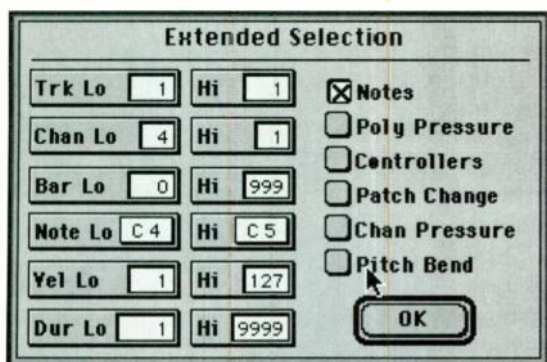 Extended Selection
Trk Lo 1 Hi 1
Chan Lo 4 Hi 1
Bar Lo 0 Hi 999
Note Lo C 4 Hi C 5
Vel Lo 1 Hi 127
Dur Lo 1 Hi 9999
Notes
Poly Pressure
Controllers
Patch Change
Chan Pressure
Pitch Bend
OK